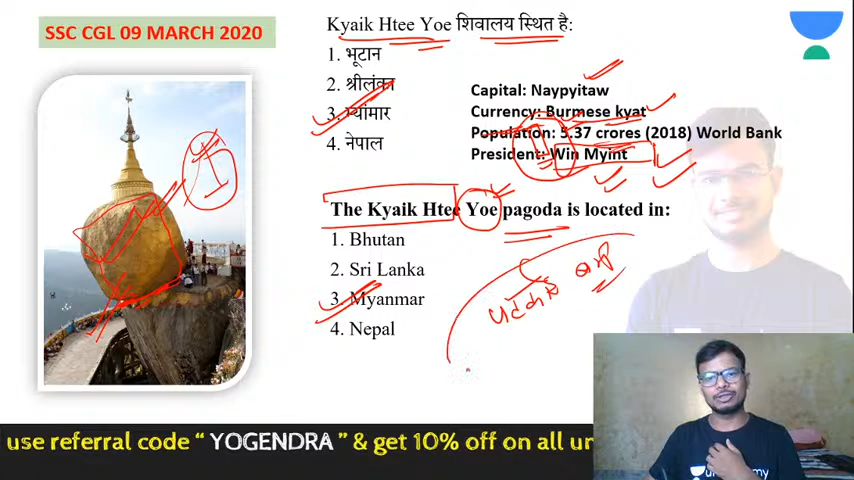 SSC CGL 09 MARCH 2020
Kyaik Htee Yoe शिवालय स्थित है:
1. भूटान
2. श्रीलंका
3. म्यांमार
4. नेपाल
Capital: Naypyitaw
Currency: Burmese kyat
Population: 5.37 crores (2018) World Bank
President: Win Myint
The Kyaik Htee Yoe pagoda is located in:
1. Bhutan
2. Sri Lanka
3. Myanmar
4. Nepal
use referral code “ YOGENDRA ” & get 10% off on all un